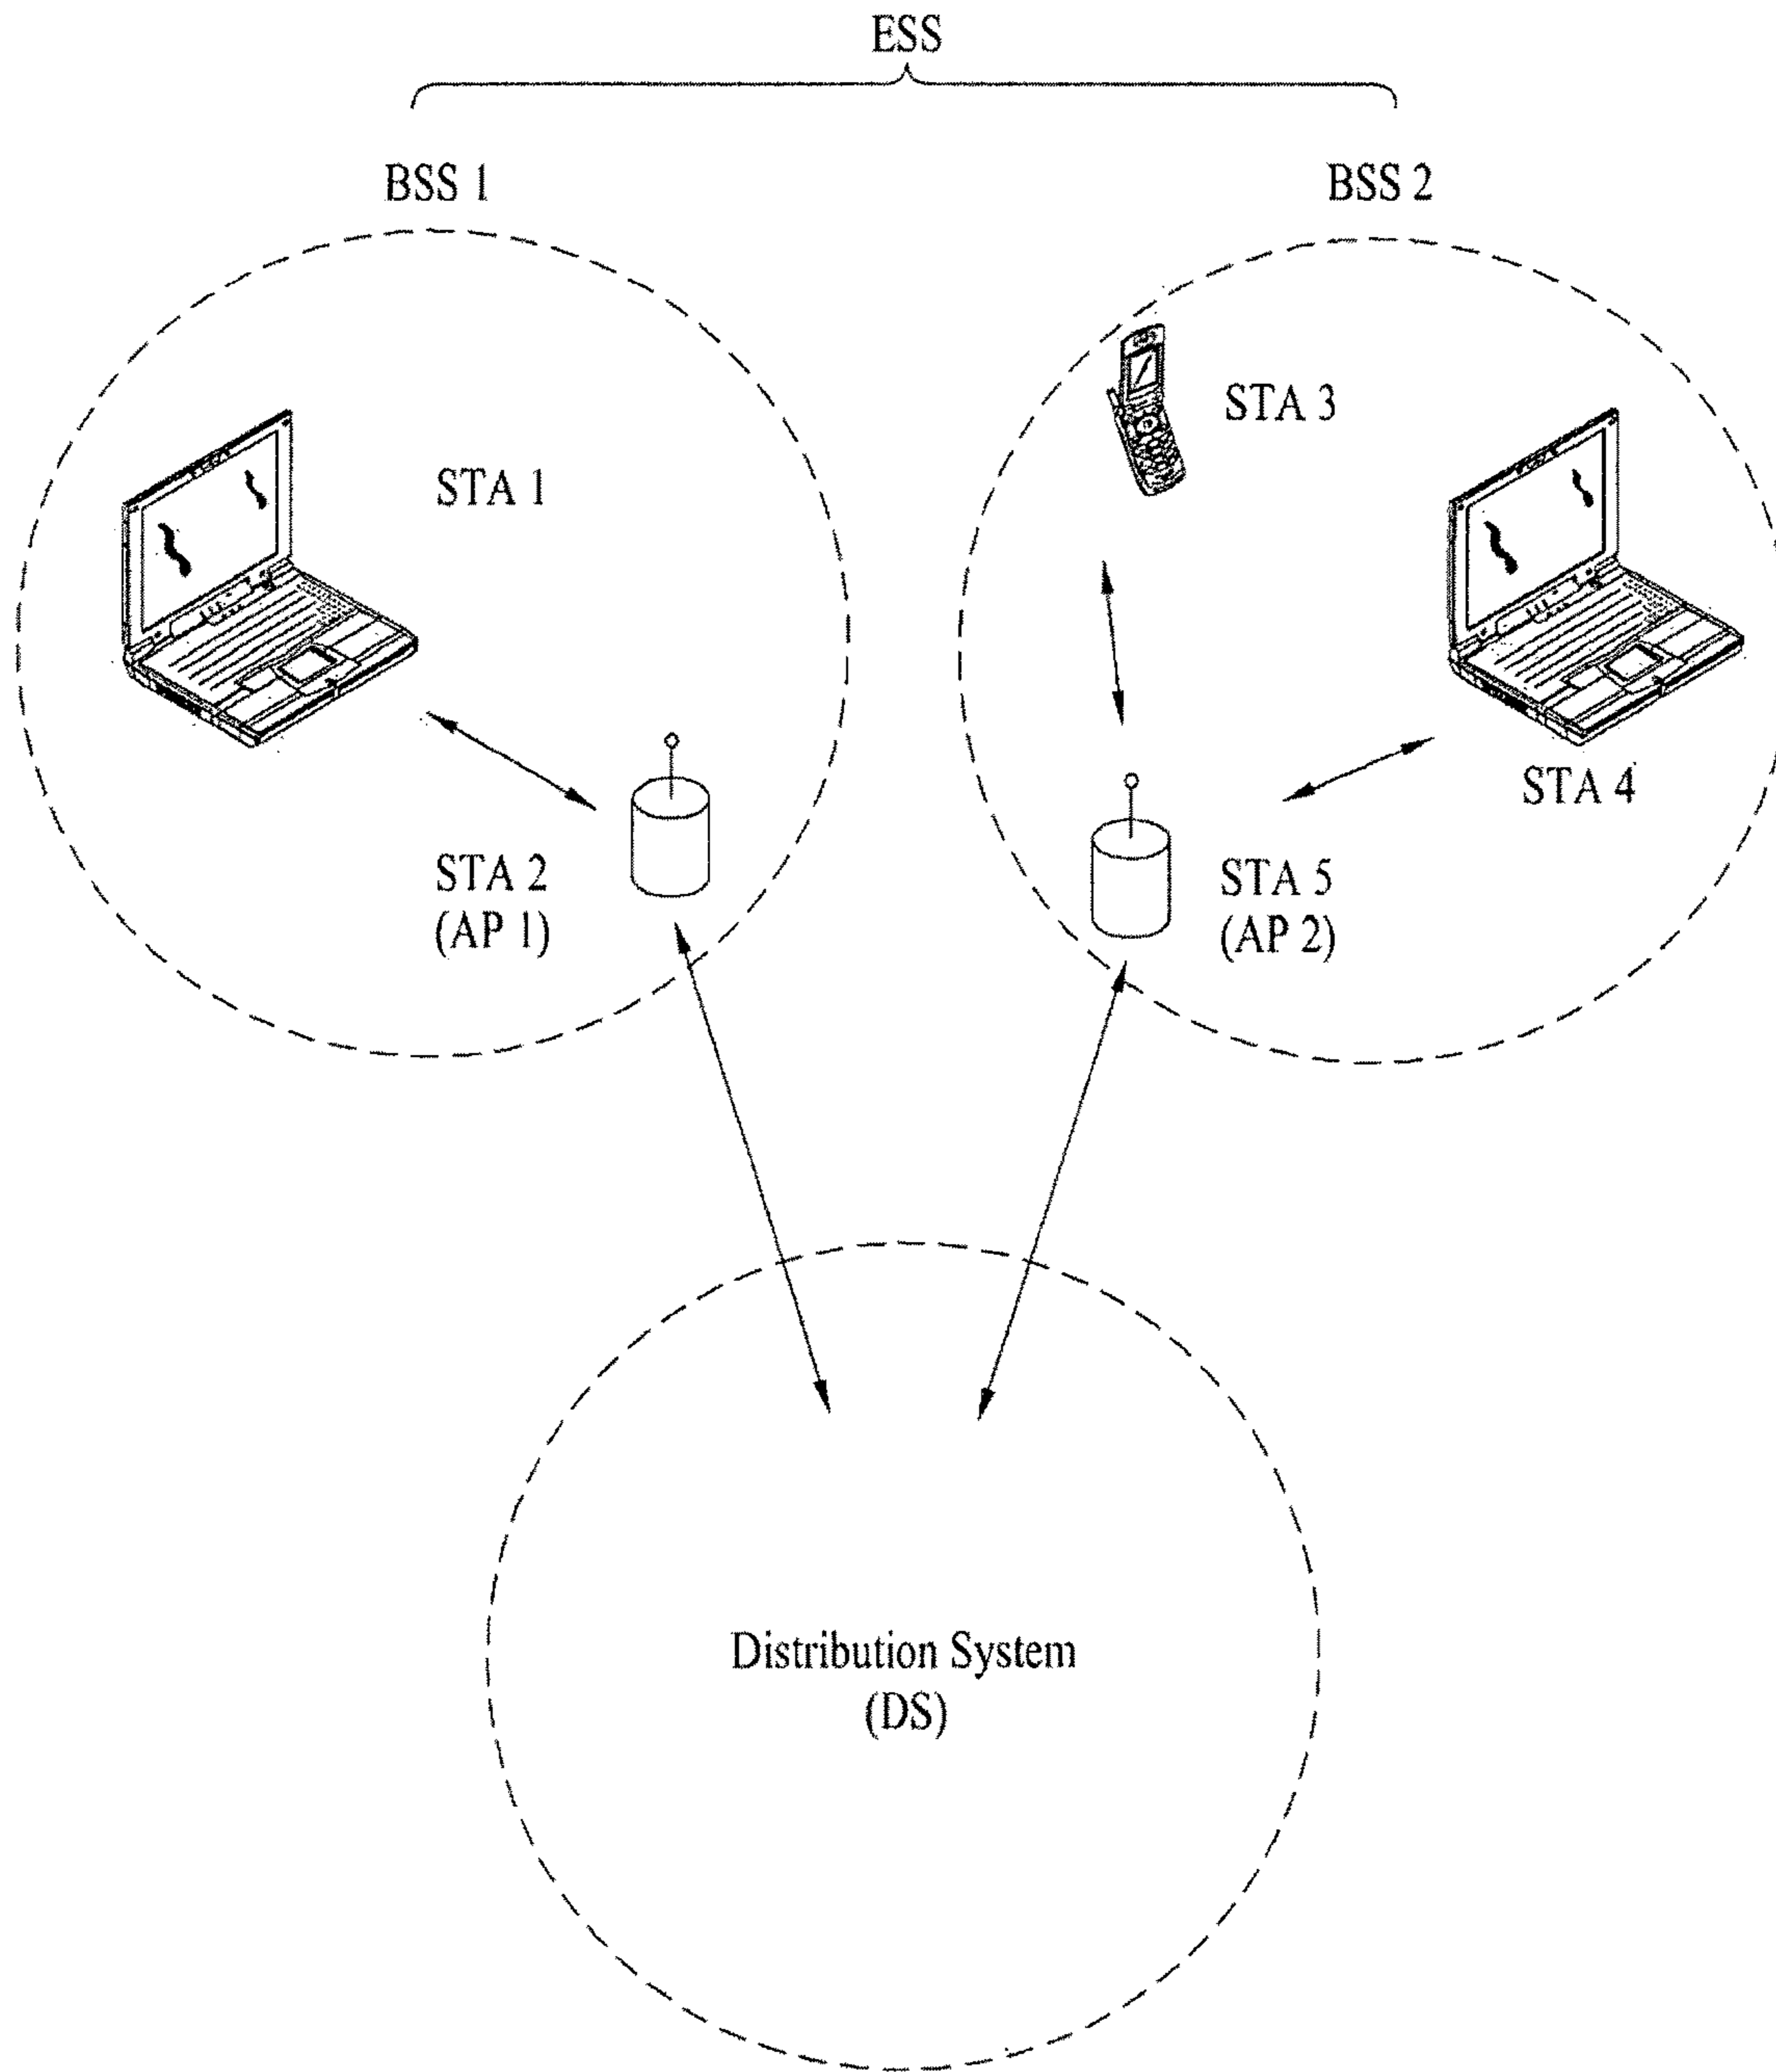 ESS
BSS 1
BSS 2
STA 3
STA 1
STA 4
STA 2
(AP 1)
STA 5
(AP 2)
Distribution System
(DS)